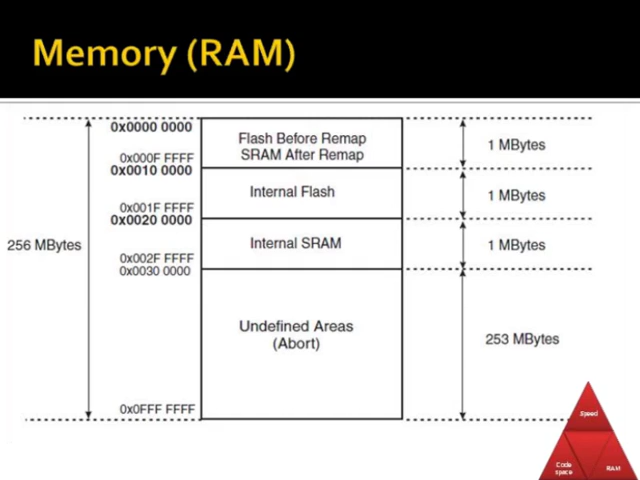 Memory (RAM)
0x0000 0000
Flash Before Remap
SRAM After Remap
1 MBytes
0x000F FFFF
0x0010 0000
Internal Flash
1 MBytes
0x001F FFFF
0x0020 0000
256 MBytes
Internal SRAM
1 MBytes
0x002F FFFF
0x0030 0000
Undefined Areas
(Abort)
253 MBytes
0x0FFF FFFF
Speed
Code
space
RAM